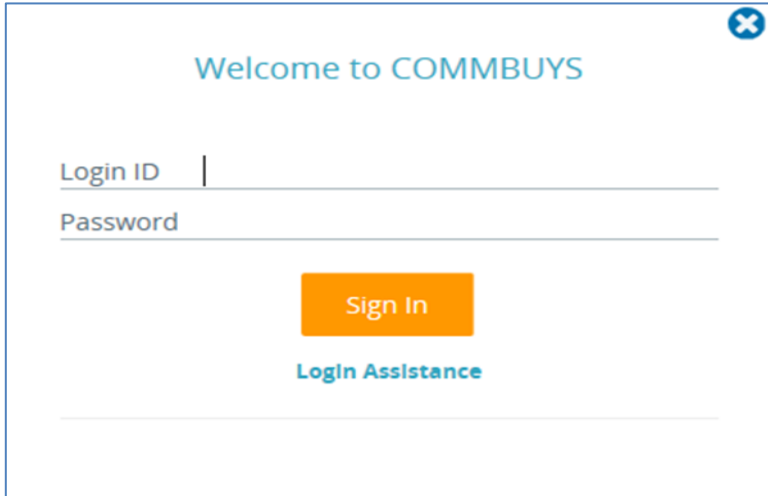 Welcome to COMMBUYS
Login ID
Password
Sign In
Login Assistance